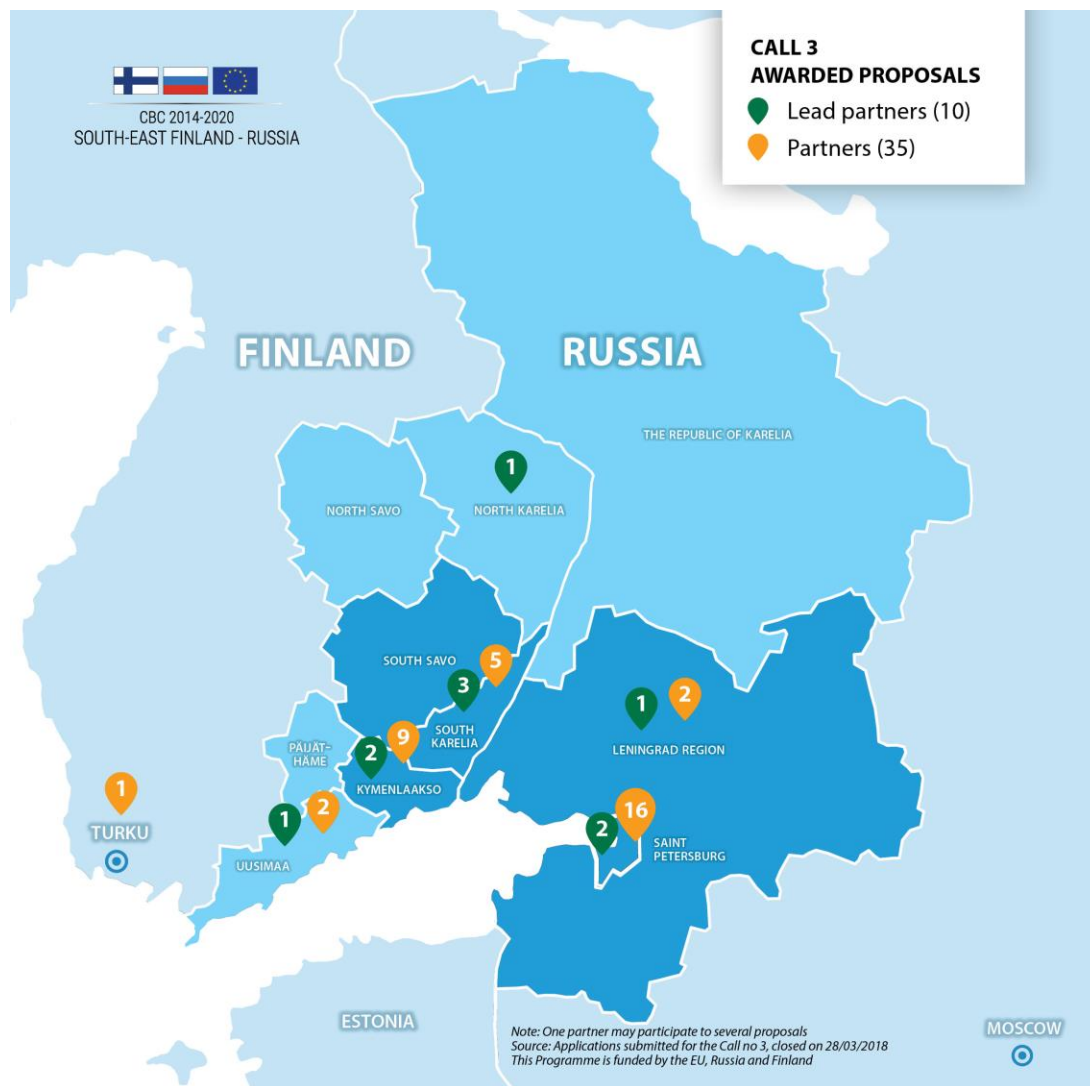 CALL 3
AWARDED PROPOSALS
Lead partners (10)
Partners (35)
CBC 2014-2020
SOUTH-EAST FINLAND - RUSSIA
FINLAND
RUSSIA
THE REPUBLIC OF KARELIA
1
NORTH KARELIA
NORTH SAVO
SOUTH SAVO
5
3
SOUTH
KARELIA
1
2
LENINGRAD REGION
9
2
KYMENLAAKSO
PÄIJÄT-
HÄME
1
TURKU
1
2
UUSIMAA
2
16
SAINT
PETERSBURG
ESTONIA
MOSCOW
Note: One partner may participate to several proposals
Source: Applications submitted for the Call no 3, closed on 28/03/2018
This Programme is funded by the EU, Russia and Finland